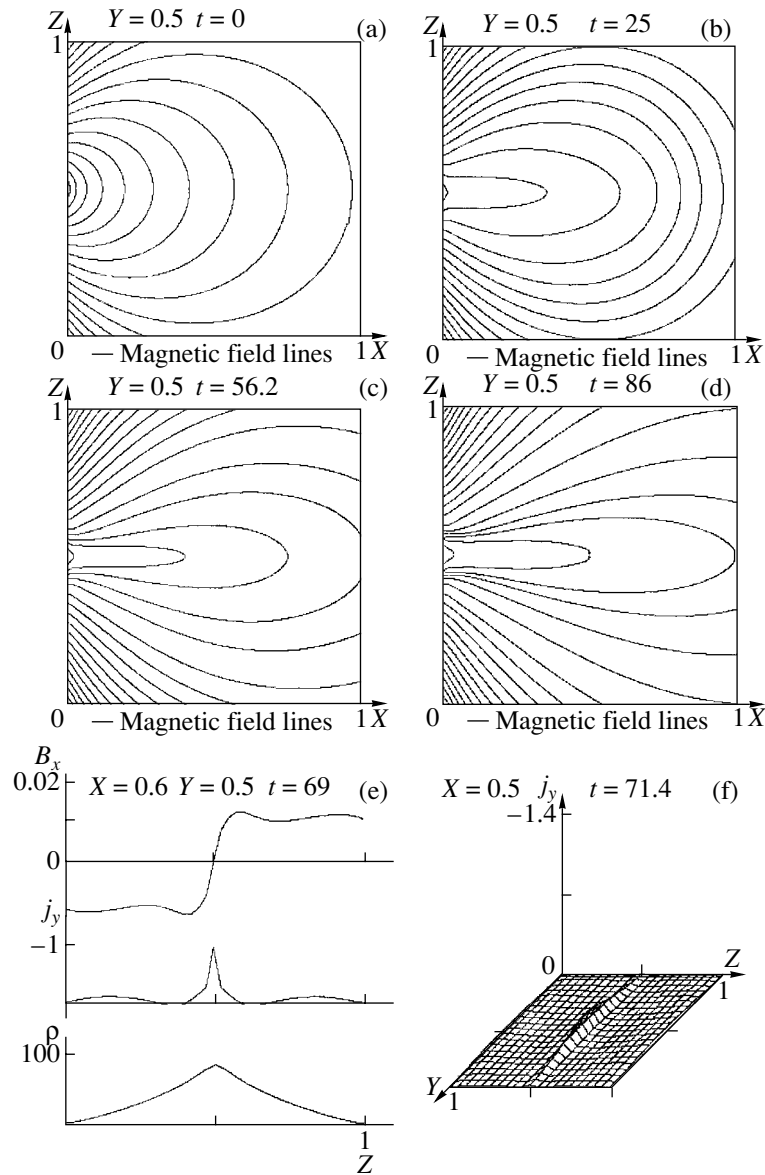 Z Y = 0.5 t = 0 (a)
1
0 1 X
— Magnetic field lines
Z Y = 0.5 t = 25 (b)
1
0 1 X
— Magnetic field lines
Z Y = 0.5 t = 56.2 (c)
1
0 1 X
— Magnetic field lines
Z Y = 0.5 t = 86 (d)
1
0 1 X
— Magnetic field lines
B_x
0.02 X = 0.6 Y = 0.5 t = 69 (e)
0
j_y
−1
ρ
100
1
Z
X = 0.5 j_y t = 71.4 (f)
−1.4
0 Z
1
Y
1